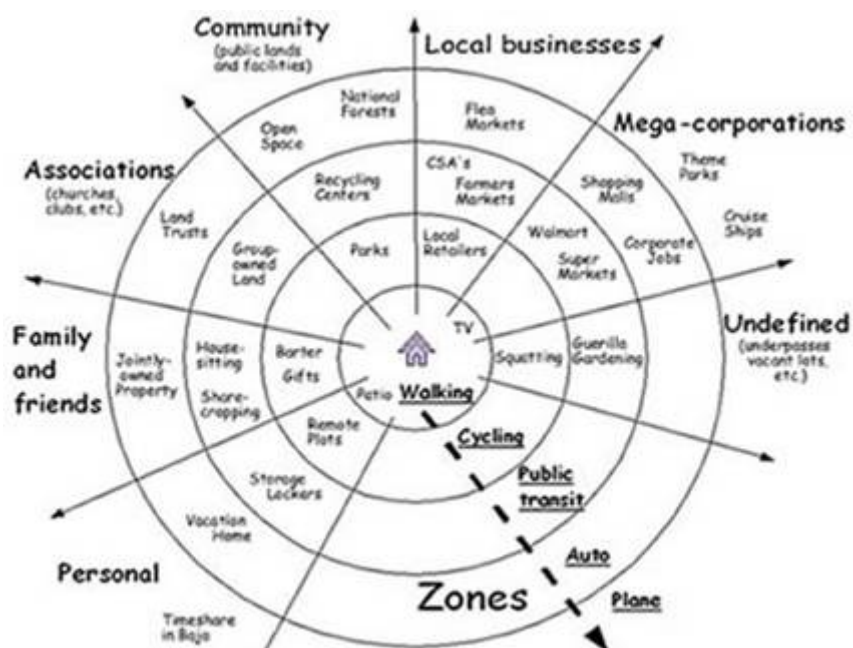 Community
(public lands
and facilities)
Local businesses
National
Forests
Flea
Markets
Open
Space
Mega-corporations
Theme
Parks
Associations
(churches,
clubs, etc.)
Recycling
Centers
CSA's
Farmers
Markets
Shopping
Malls
Land
Trusts
Cruise
Ships
Group-
owned
Land
Parks
Local
Retailers
Walmart
Super
Markets
Corporate
Jobs
TV
Family
and
friends
Jointly-
owned
Property
House-
sitting
Share-
cropping
Barter
Gifts
Squatting
Guerilla
Gardening
Undefined
(underpasses
vacant lots,
etc.)
Patio
Walking
Remote
Plots
Cycling
Storage
Lockers
Public
transit
Vacation
Home
Auto
Personal
Zones
Plane
Timeshare
in Baja